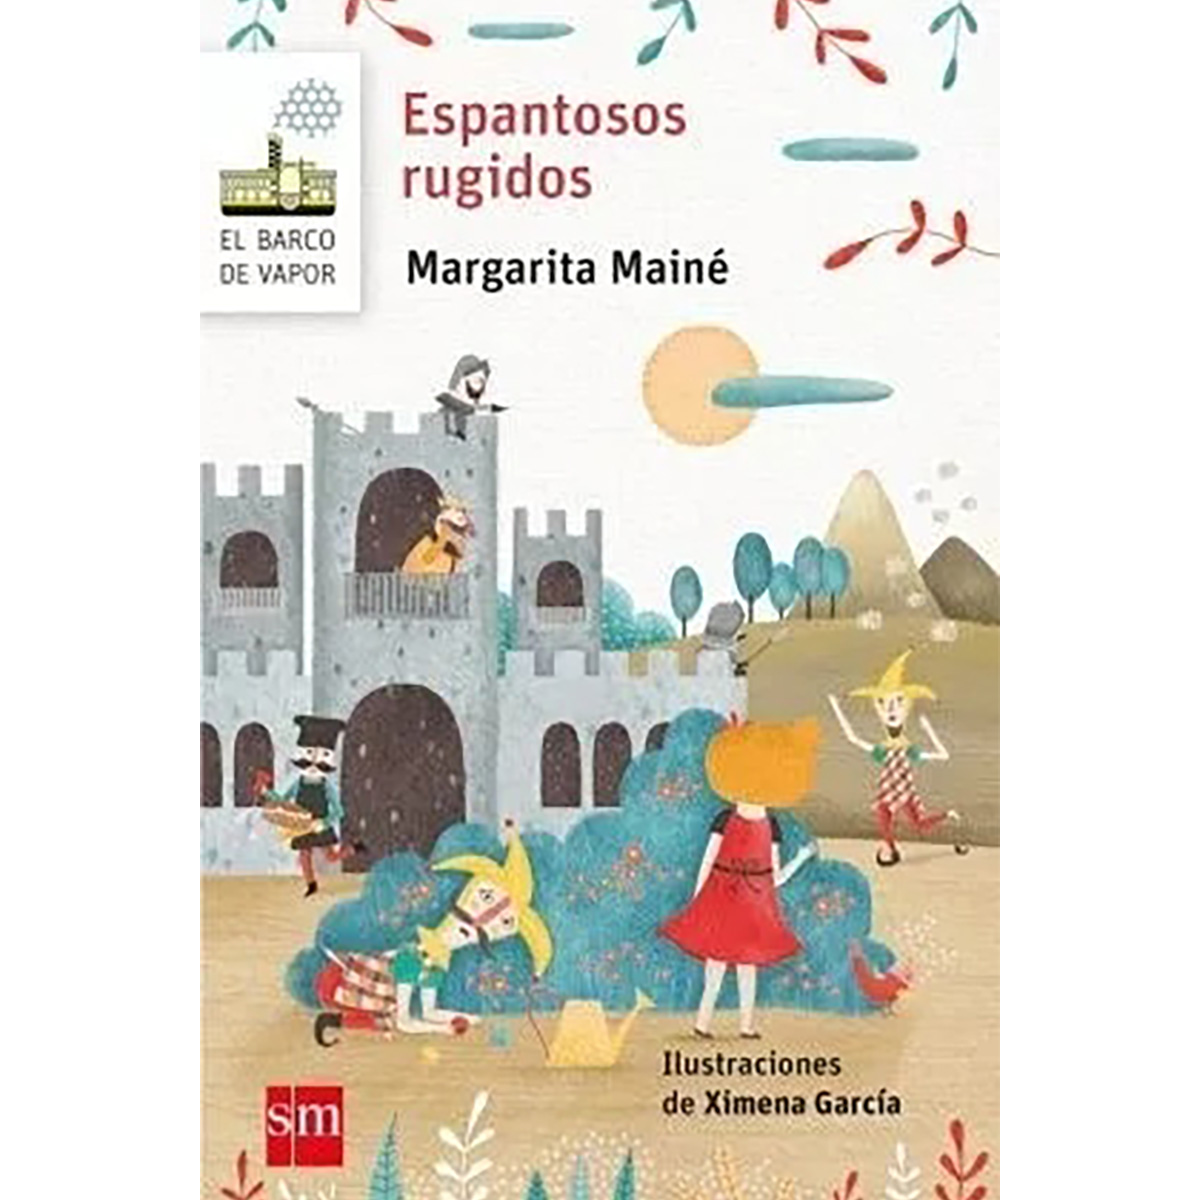 Espantosos
rugidos
Margarita Mainé
EL BARCO
DE VAPOR
Ilustraciones
de Ximena García
sm